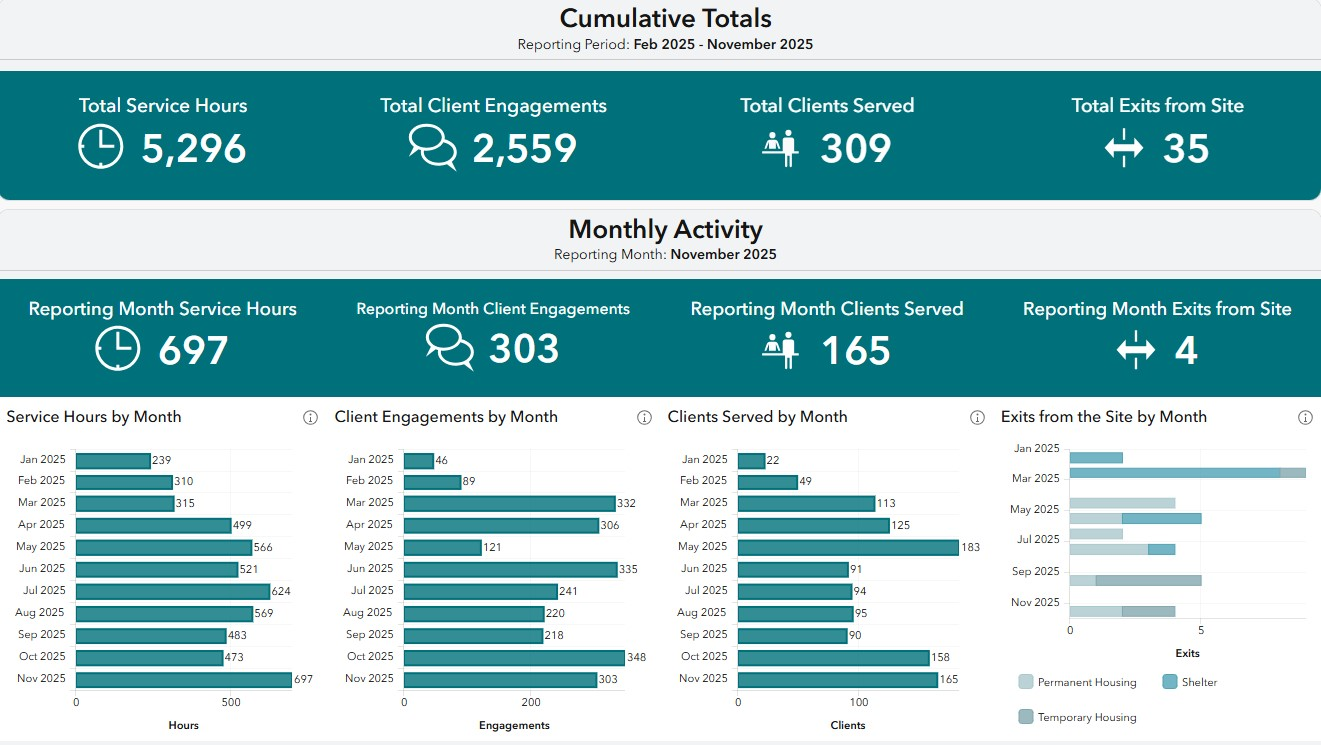 Cumulative Totals
Reporting Period: Feb 2025 - November 2025
Total Service Hours
5,296
Total Client Engagements
2,559
Total Clients Served
309
Total Exits from Site
35
Monthly Activity
Reporting Month: November 2025
Reporting Month Service Hours
697
Reporting Month Client Engagements
303
Reporting Month Clients Served
165
Reporting Month Exits from Site
4
Service Hours by Month
Jan 2025 239
Feb 2025 310
Mar 2025 315
Apr 2025 499
May 2025 566
Jun 2025 521
Jul 2025 624
Aug 2025 569
Sep 2025 483
Oct 2025 473
Nov 2025 697
0 500
Hours
Client Engagements by Month
Jan 2025 46
Feb 2025 89
Mar 2025 332
Apr 2025 306
May 2025 121
Jun 2025 335
Jul 2025 241
Aug 2025 220
Sep 2025 218
Oct 2025 348
Nov 2025 303
0 200
Engagements
Clients Served by Month
Jan 2025 22
Feb 2025 49
Mar 2025 113
Apr 2025 125
May 2025 183
Jun 2025 91
Jul 2025 94
Aug 2025 95
Sep 2025 90
Oct 2025 158
Nov 2025 165
0 100
Clients
Exits from the Site by Month
Jan 2025
Mar 2025
May 2025
Jul 2025
Sep 2025
Nov 2025
0 5
Exits
Permanent Housing Shelter
Temporary Housing